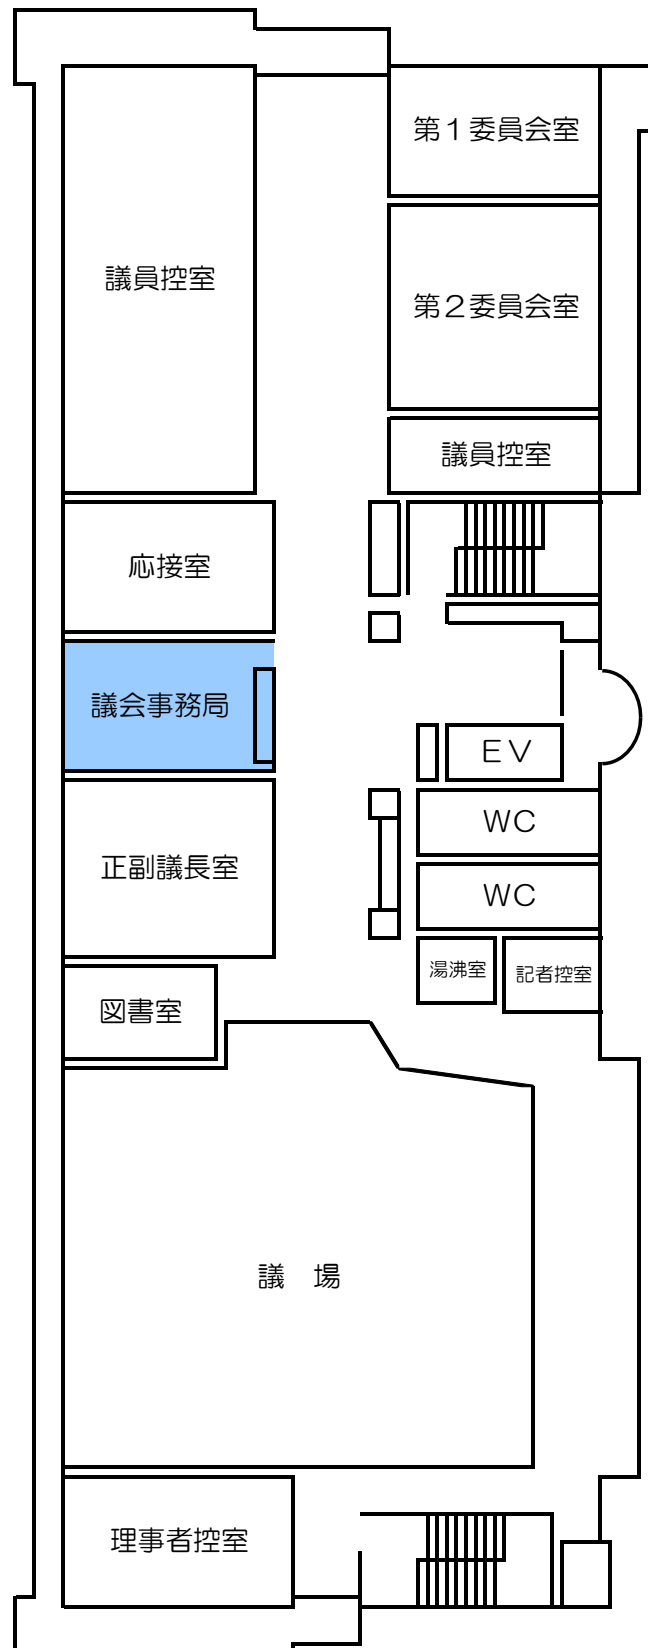 第１委員会室
議員控室
第２委員会室
議員控室
応接室
議会事務局
ＥＶ
WC
正副議長室
WC
湯沸室
記者控室
図書室
議　場
理事者控室